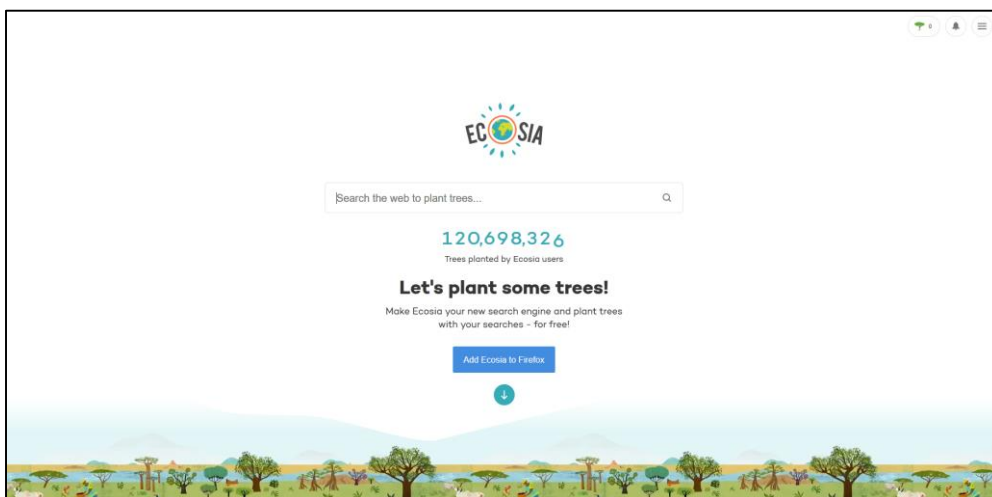 0
ECOSIA
Search the web to plant trees...
120,698,326
Trees planted by Ecosia users
Let's plant some trees!
Make Ecosia your new search engine and plant trees
with your searches - for free!
Add Ecosia to Firefox